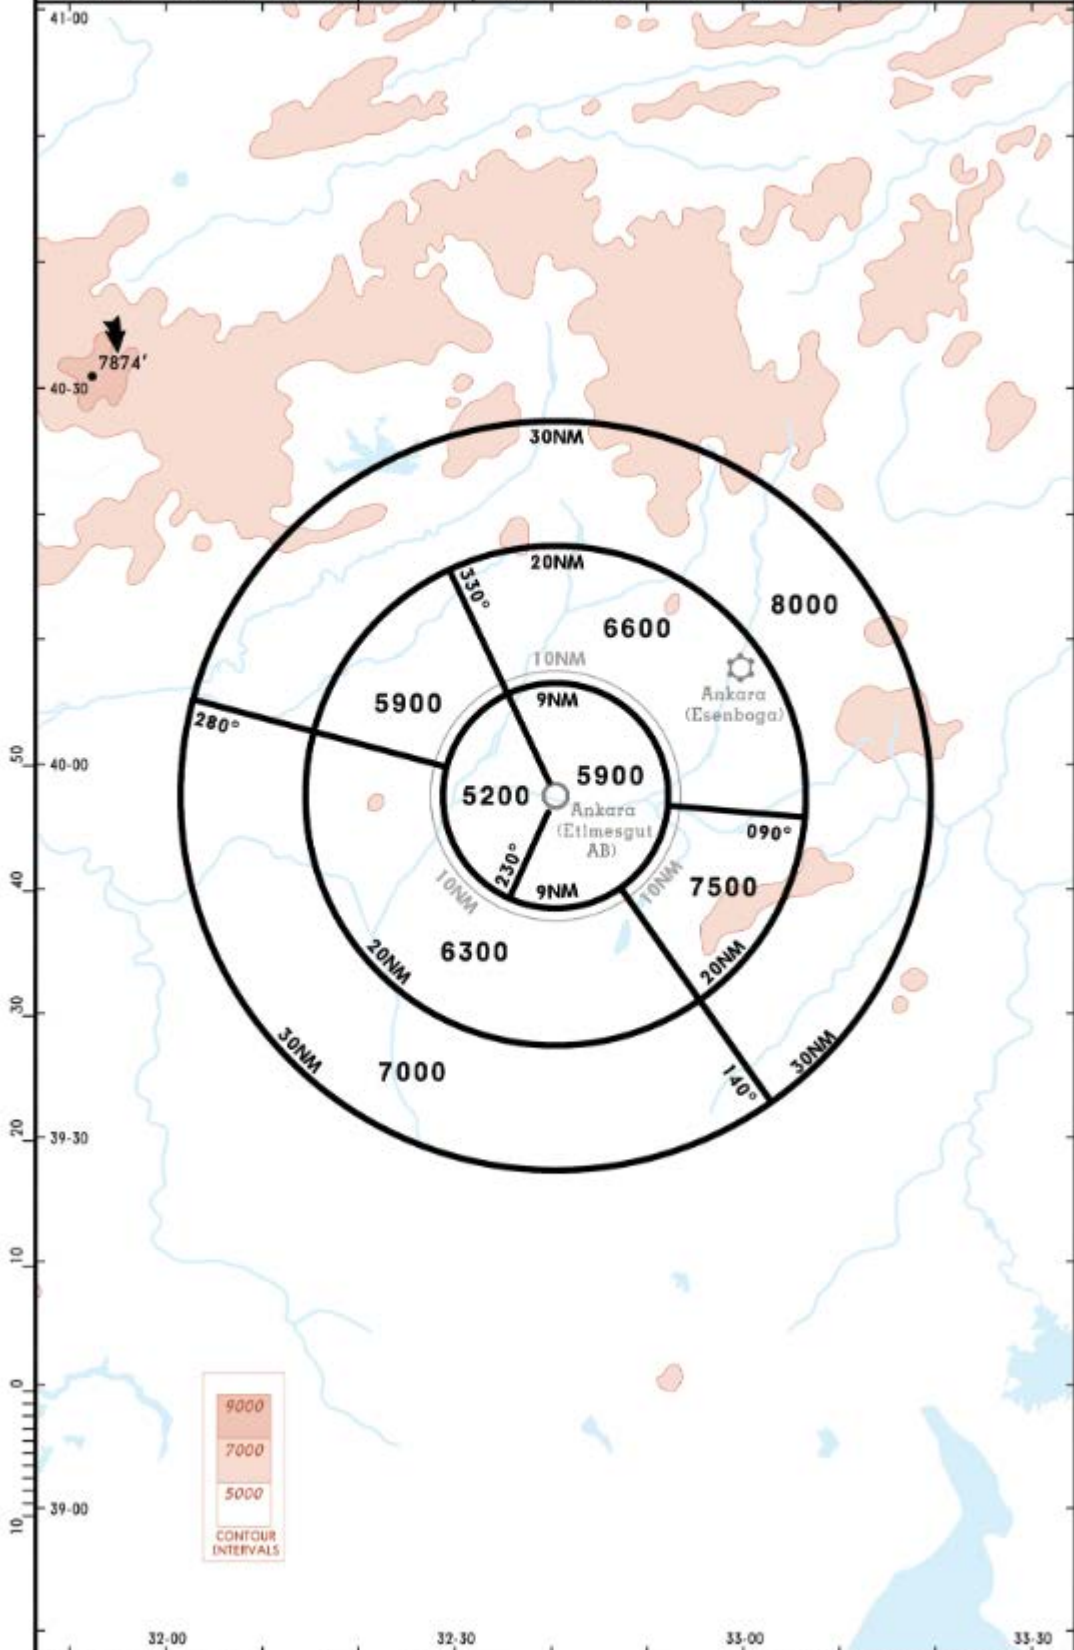 41-00
7874'
40-30
30NM
20NM
330°
8000
6600
10NM
Ankara
(Esenboga)
5900
9NM
280°
50
40-00
5900
5200
Ankara
(Etimesgut
AB)
090°
230°
9NM
10NM
10NM
7500
40
6300
20NM
20NM
30
30NM
30NM
7000
140°
20
39-30
10
0
9000
7000
5000
39-00
10
CONTOUR
INTERVALS
32-00
32-30
33-00
33-30